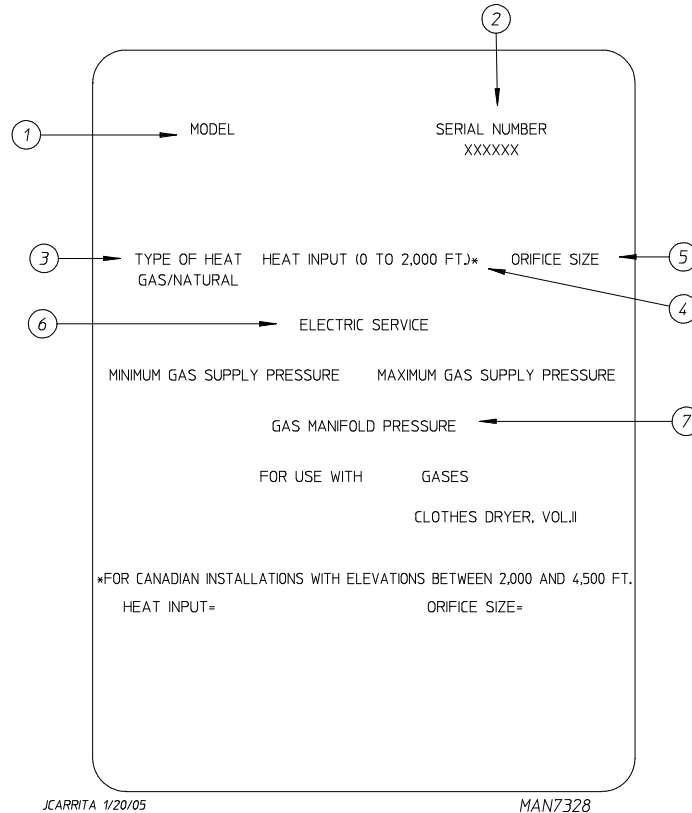 2
1 MODEL SERIAL NUMBER
XXXXXX
3 TYPE OF HEAT HEAT INPUT (0 TO 2,000 FT.)* ORIFICE SIZE 5
GAS/NATURAL
4
6 ELECTRIC SERVICE
MINIMUM GAS SUPPLY PRESSURE MAXIMUM GAS SUPPLY PRESSURE
GAS MANIFOLD PRESSURE 7
FOR USE WITH GASES
CLOTHES DRYER, VOL.II
*FOR CANADIAN INSTALLATIONS WITH ELEVATIONS BETWEEN 2,000 AND 4,500 FT.
HEAT INPUT= ORIFICE SIZE=
JCARRITA 1/20/05 MAN7328